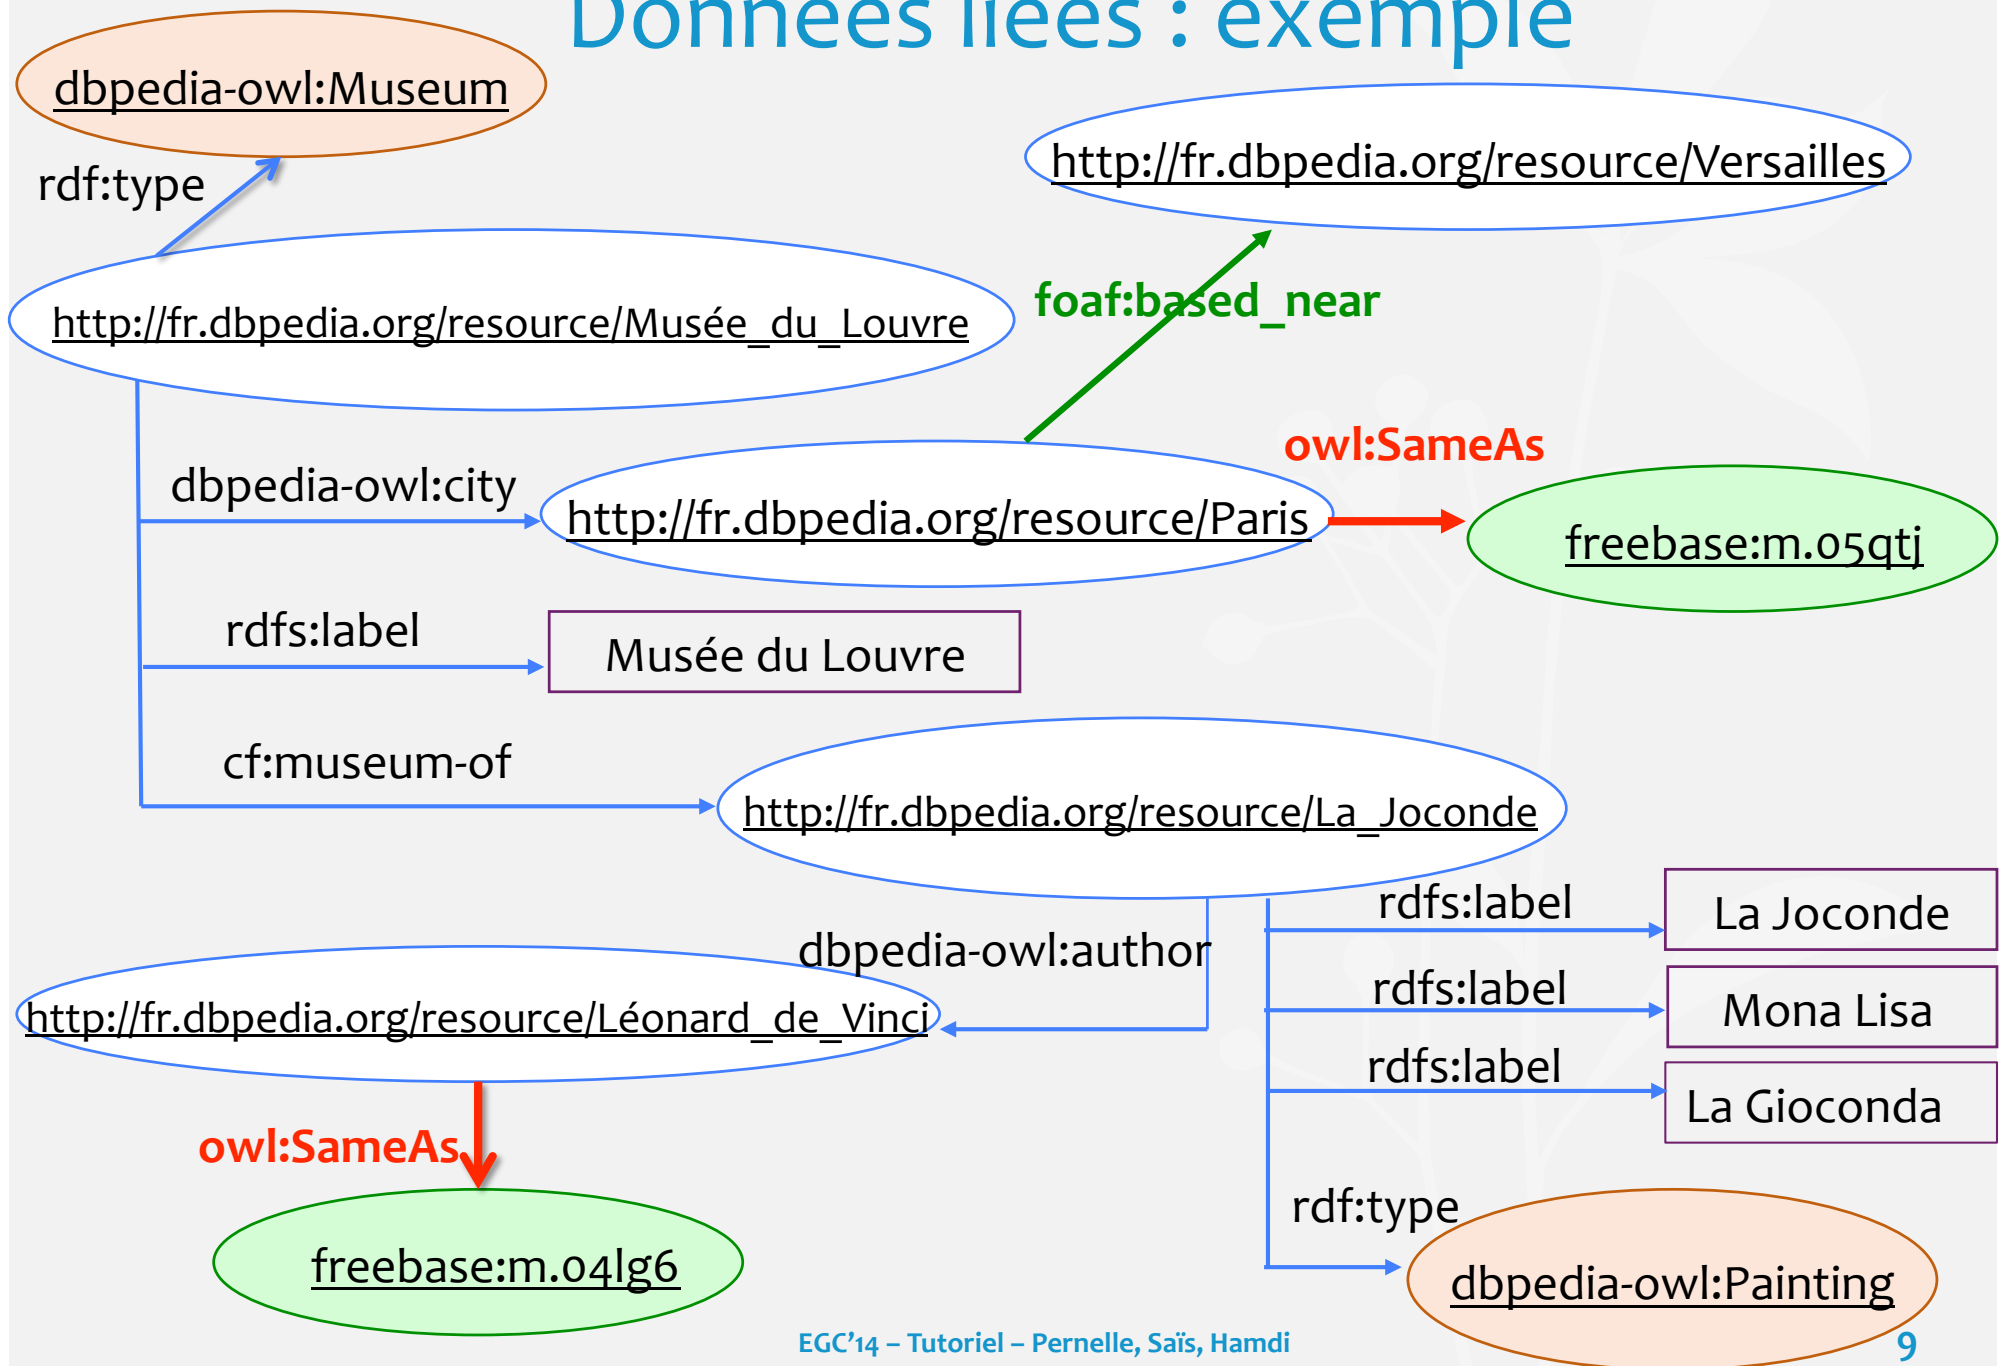 Données liées : exemple
dbpedia-owl:Museum
rdf:type
http://fr.dbpedia.org/resource/Versailles
http://fr.dbpedia.org/resource/Musée_du_Louvre
foaf:based_near
owl:SameAs
dbpedia-owl:city
http://fr.dbpedia.org/resource/Paris
freebase:m.05qtj
rdfs:label
Musée du Louvre
cf:museum-of
http://fr.dbpedia.org/resource/La_Joconde
rdfs:label
La Joconde
dbpedia-owl:author
rdfs:label
Mona Lisa
http://fr.dbpedia.org/resource/Léonard_de_Vinci
rdfs:label
La Gioconda
owl:SameAs
rdf:type
freebase:m.04lg6
dbpedia-owl:Painting
EGC’14 – Tutoriel – Pernelle, Saïs, Hamdi
9